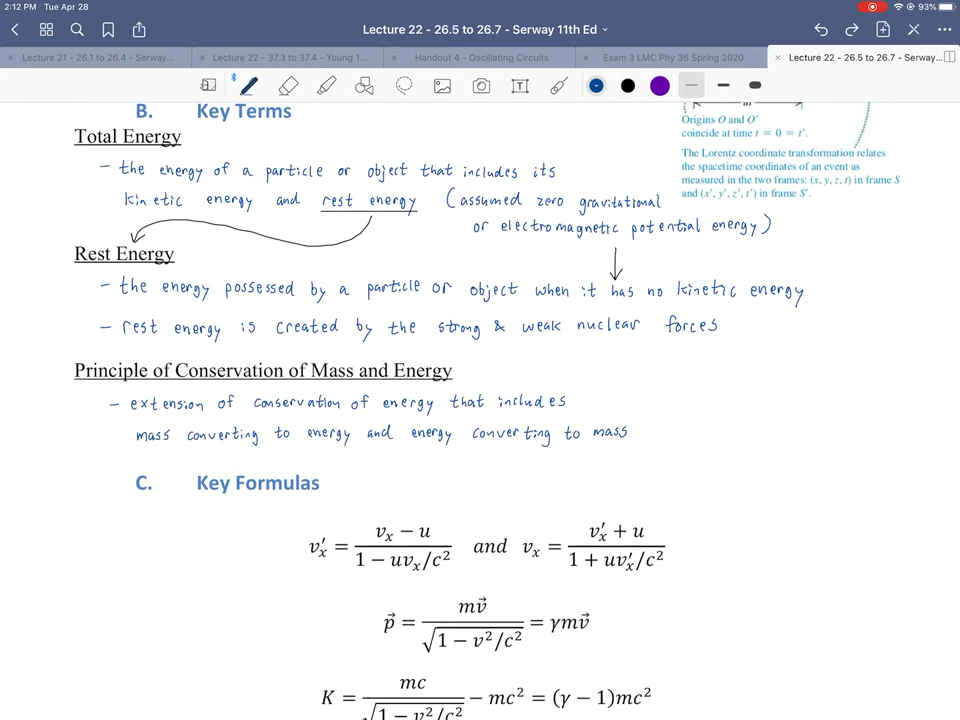 2:12 PM Tue Apr 28
93%
Lecture 22 - 26.5 to 26.7 - Serway 11th Ed
Lecture 21 - 26.1 to 26.4 - Serway...
Lecture 22 - 37.3 to 37.4 - Young 1...
Handout 4 - Oscillating Circuits
Exam 3 LMC Phy 36 Spring 2020
Lecture 22 - 26.5 to 26.7 - Serway...
Origins O and O′
coincide at time t = 0 = t′.
The Lorentz coordinate transformation relates
the spacetime coordinates of an event as
measured in the two frames: (x, y, z, t) in frame S
and (x′, y′, z′, t′) in frame S′.
B. Key Terms
Total Energy
- the energy of a particle or object that includes its
kinetic energy and rest energy (assumed zero gravitational
or electromagnetic potential energy)
Rest Energy
- the energy possessed by a particle or object when it has no kinetic energy
- rest energy is created by the strong & weak nuclear forces
Principle of Conservation of Mass and Energy
- extension of conservation of energy that includes
mass converting to energy and energy converting to mass
C. Key Formulas
v′ₓ = (vₓ − u)/(1 − uvₓ/c²) and vₓ = (v′ₓ + u)/(1 + uv′ₓ/c²)
p⃗ = mv⃗/√(1 − v²/c²) = γmv⃗
K = mc/√(1 − v²/c²) − mc² = (γ − 1)mc²